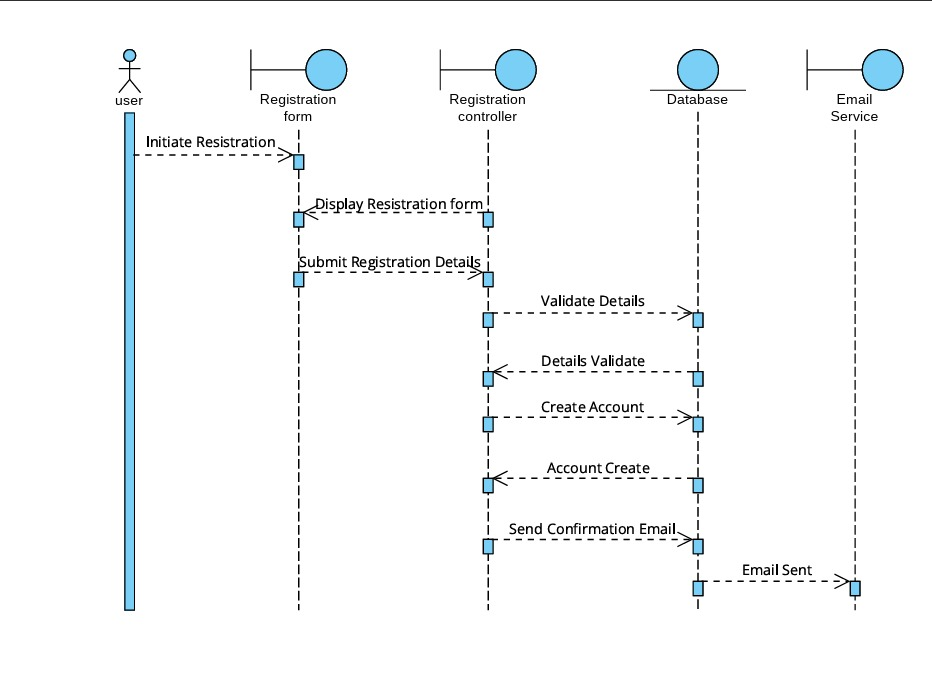 user
Registration
form
Registration
controller
Database
Email
Service
Initiate Resistration
Display Resistration form
Submit Registration Details
Validate Details
Details Validate
Create Account
Account Create
Send Confirmation Email
Email Sent